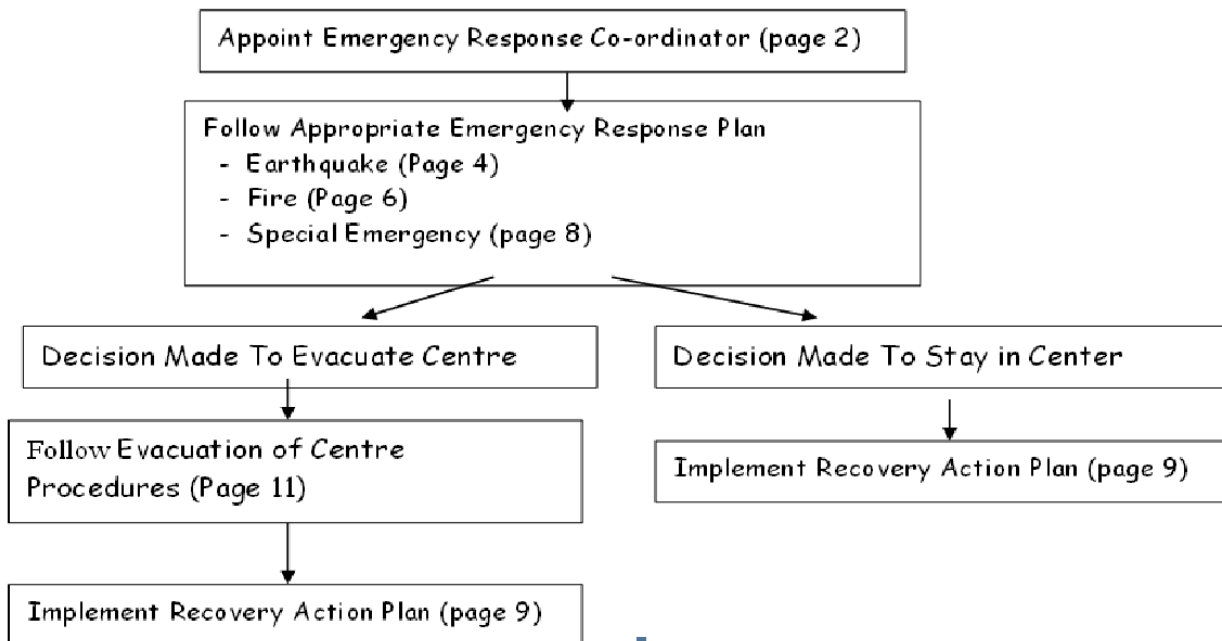 Appoint Emergency Response Co-ordinator (page 2)
Follow Appropriate Emergency Response Plan
- Earthquake (Page 4)
- Fire (Page 6)
- Special Emergency (page 8)
Decision Made To Evacuate Centre
Decision Made To Stay in Center
Follow Evacuation of Centre
Procedures (Page 11)
Implement Recovery Action Plan (page 9)
Implement Recovery Action Plan (page 9)